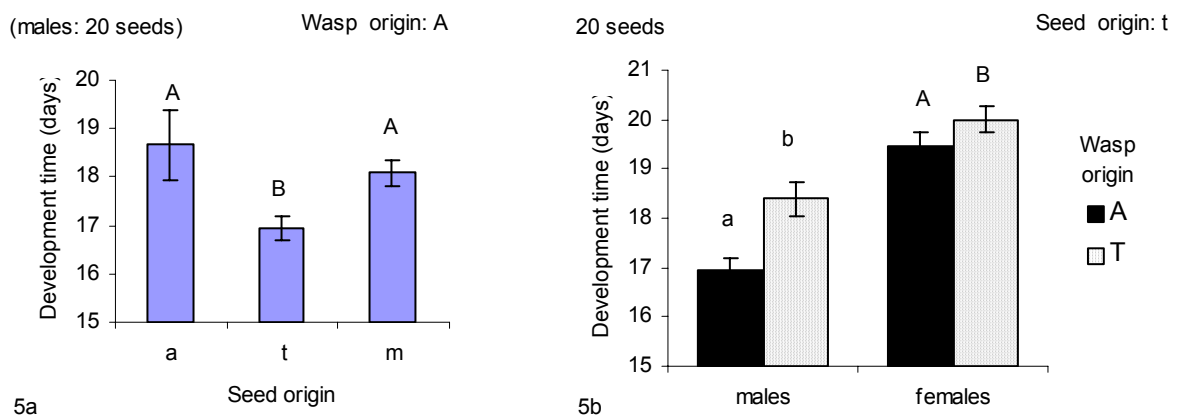 (males: 20 seeds) Wasp origin: A
Development time (days)
20
19
18
17
16
15
A
B
A
a t m
Seed origin
5a
20 seeds Seed origin: t
Development time (days)
21
20
19
18
17
16
15
a
b
A
B
males females
Wasp
origin
A
T
5b